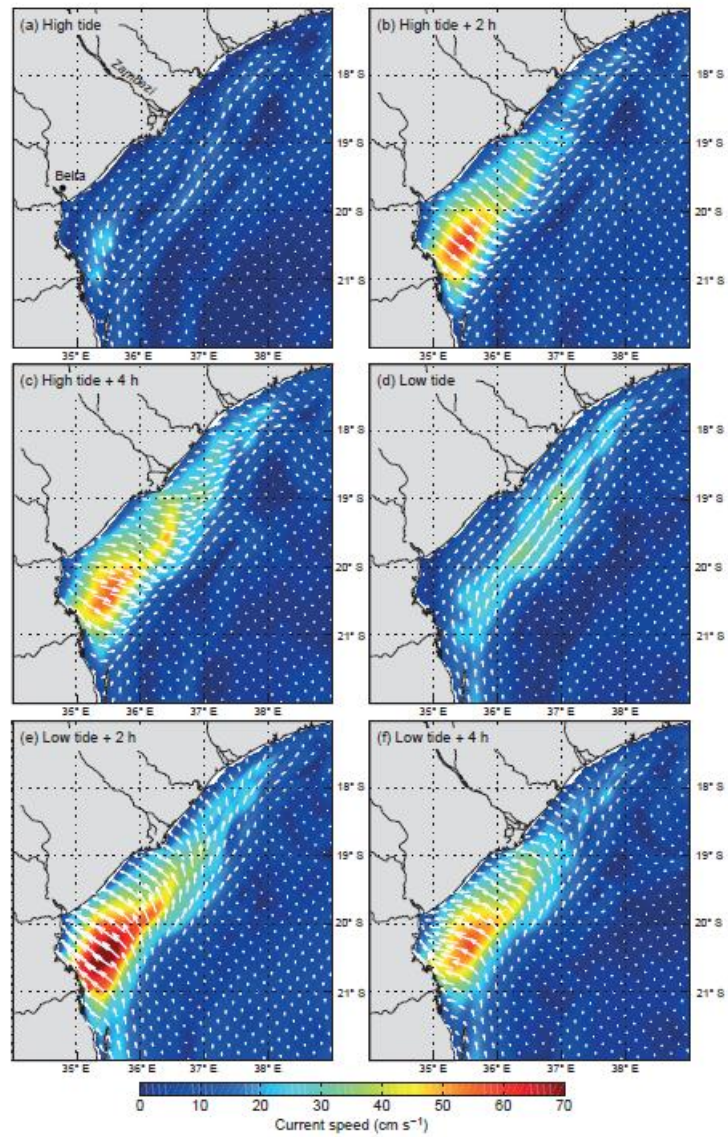 (a) High tide
(b) High tide + 2 h
Zambezi
Beira
18° S
19° S
20° S
21° S
18° S
19° S
20° S
21° S
35° E 36° E 37° E 38° E
35° E 36° E 37° E 38° E
(c) High tide + 4 h
(d) Low tide
18° S
19° S
20° S
21° S
18° S
19° S
20° S
21° S
35° E 36° E 37° E 38° E
35° E 36° E 37° E 38° E
(e) Low tide + 2 h
(f) Low tide + 4 h
18° S
19° S
20° S
21° S
18° S
19° S
20° S
21° S
35° E 36° E 37° E 38° E
35° E 36° E 37° E 38° E
0 10 20 30 40 50 60 70
Current speed (cm s⁻¹)